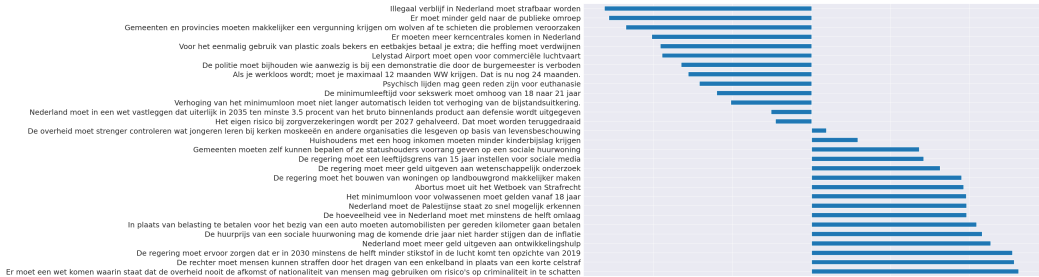 Illegaal verblijf in Nederland moet strafbaar worden
Er moet minder geld naar de publieke omroep
Gemeenten en provincies moeten makkelijker een vergunning krijgen om wolven af te schieten die problemen veroorzaken
Er moeten meer kerncentrales komen in Nederland
Voor het eenmalig gebruik van plastic zoals bekers en eetbakjes betaal je extra; die heffing moet verdwijnen
Lelystad Airport moet open voor commerciële luchtvaart
De politie moet bijhouden wie aanwezig is bij een demonstratie die door de burgemeester is verboden
Als je werkloos wordt; moet je maximaal 12 maanden WW krijgen. Dat is nu nog 24 maanden.
Psychisch lijden mag geen reden zijn voor euthanasie
De minimumleeftijd voor sekswerk moet omhoog van 18 naar 21 jaar
Verhoging van het minimumloon moet niet langer automatisch leiden tot verhoging van de bijstandsuitkering.
Nederland moet in een wet vastleggen dat uiterlijk in 2035 ten minste 3.5 procent van het bruto binnenlands product aan defensie wordt uitgegeven
Het eigen risico bij zorgverzekeringen wordt per 2027 gehalveerd. Dat moet worden teruggedraaid
De overheid moet strenger controleren wat jongeren leren bij kerken moskeeën en andere organisaties die lesgeven op basis van levensbeschouwing
Huishoudens met een hoog inkomen moeten minder kinderbijslag krijgen
Gemeenten moeten zelf kunnen bepalen of ze statushouders voorrang geven op een sociale huurwoning
De regering moet een leeftijdsgrens van 15 jaar instellen voor sociale media
De regering moet meer geld uitgeven aan wetenschappelijk onderzoek
De regering moet het bouwen van woningen op landbouwgrond makkelijker maken
Abortus moet uit het Wetboek van Strafrecht
Het minimumloon voor volwassenen moet gelden vanaf 18 jaar
Nederland moet de Palestijnse staat zo snel mogelijk erkennen
De hoeveelheid vee in Nederland moet met minstens de helft omlaag
In plaats van belasting te betalen voor het bezig van een auto moeten automobilisten per gereden kilometer gaan betalen
De huurprijs van een sociale huurwoning mag de komende drie jaar niet harder stijgen dan de inflatie
Nederland moet meer geld uitgeven aan ontwikkelingshulp
De regering moet ervoor zorgen dat er in 2030 minstens de helft minder stikstof in de lucht komt ten opzichte van 2019
De rechter moet mensen kunnen straffen door het dragen van een enkelband in plaats van een korte celstraf
Er moet een wet komen waarin staat dat de overheid nooit de afkomst of nationaliteit van mensen mag gebruiken om risico's op criminaliteit in te schatten